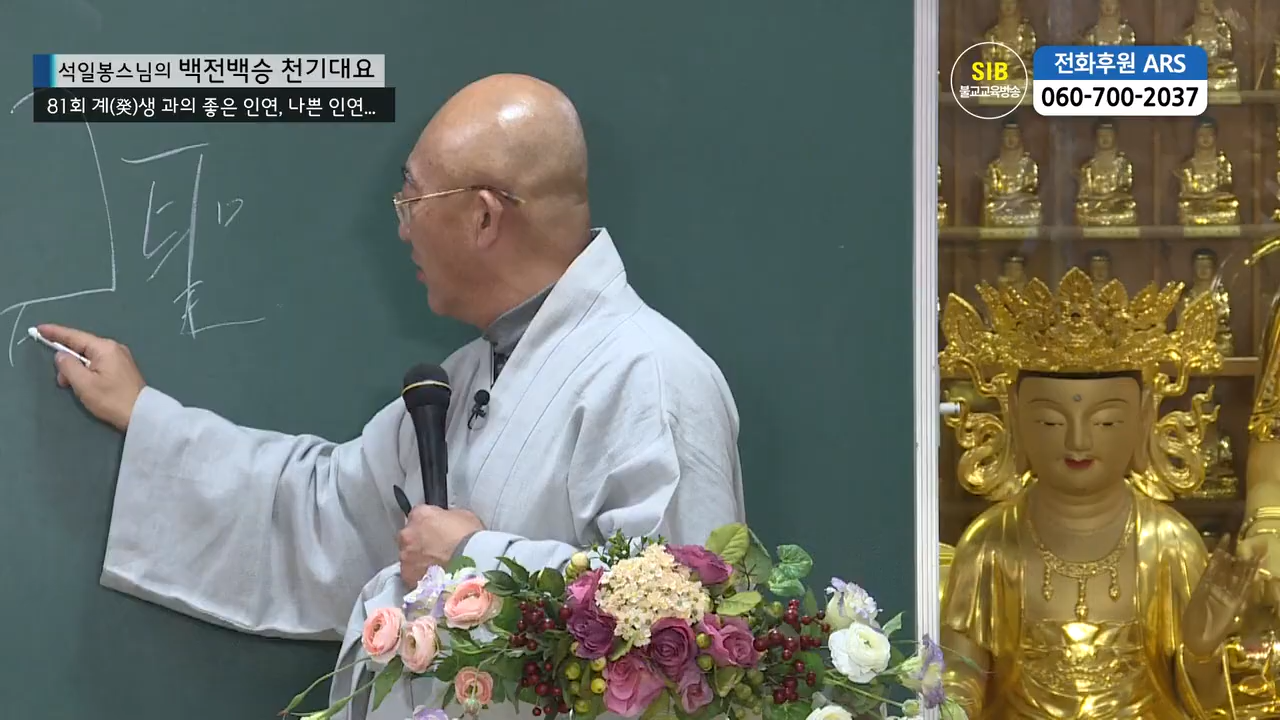 석일봉스님의 백전백승 천기대요
81회 계(癸)생 과의 좋은 인연, 나쁜 인연...
SIB
불교교육방송
전화후원 ARS
060-700-2037